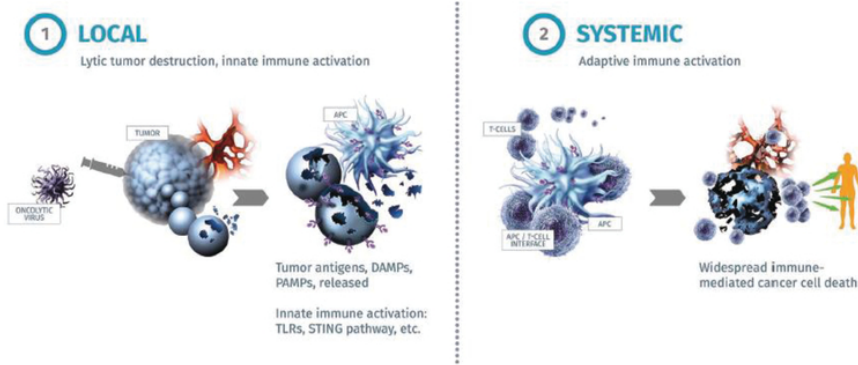 1 LOCAL
Lytic tumor destruction, innate immune activation
TUMOR
ONCOLYTIC
VIRUS
APC
Tumor antigens, DAMPs,
PAMPs, released
Innate immune activation:
TLRs, STING pathway, etc.
2 SYSTEMIC
Adaptive immune activation
T-CELLS
APC
APC / T-CELL
INTERFACE
Widespread immune-
mediated cancer cell death